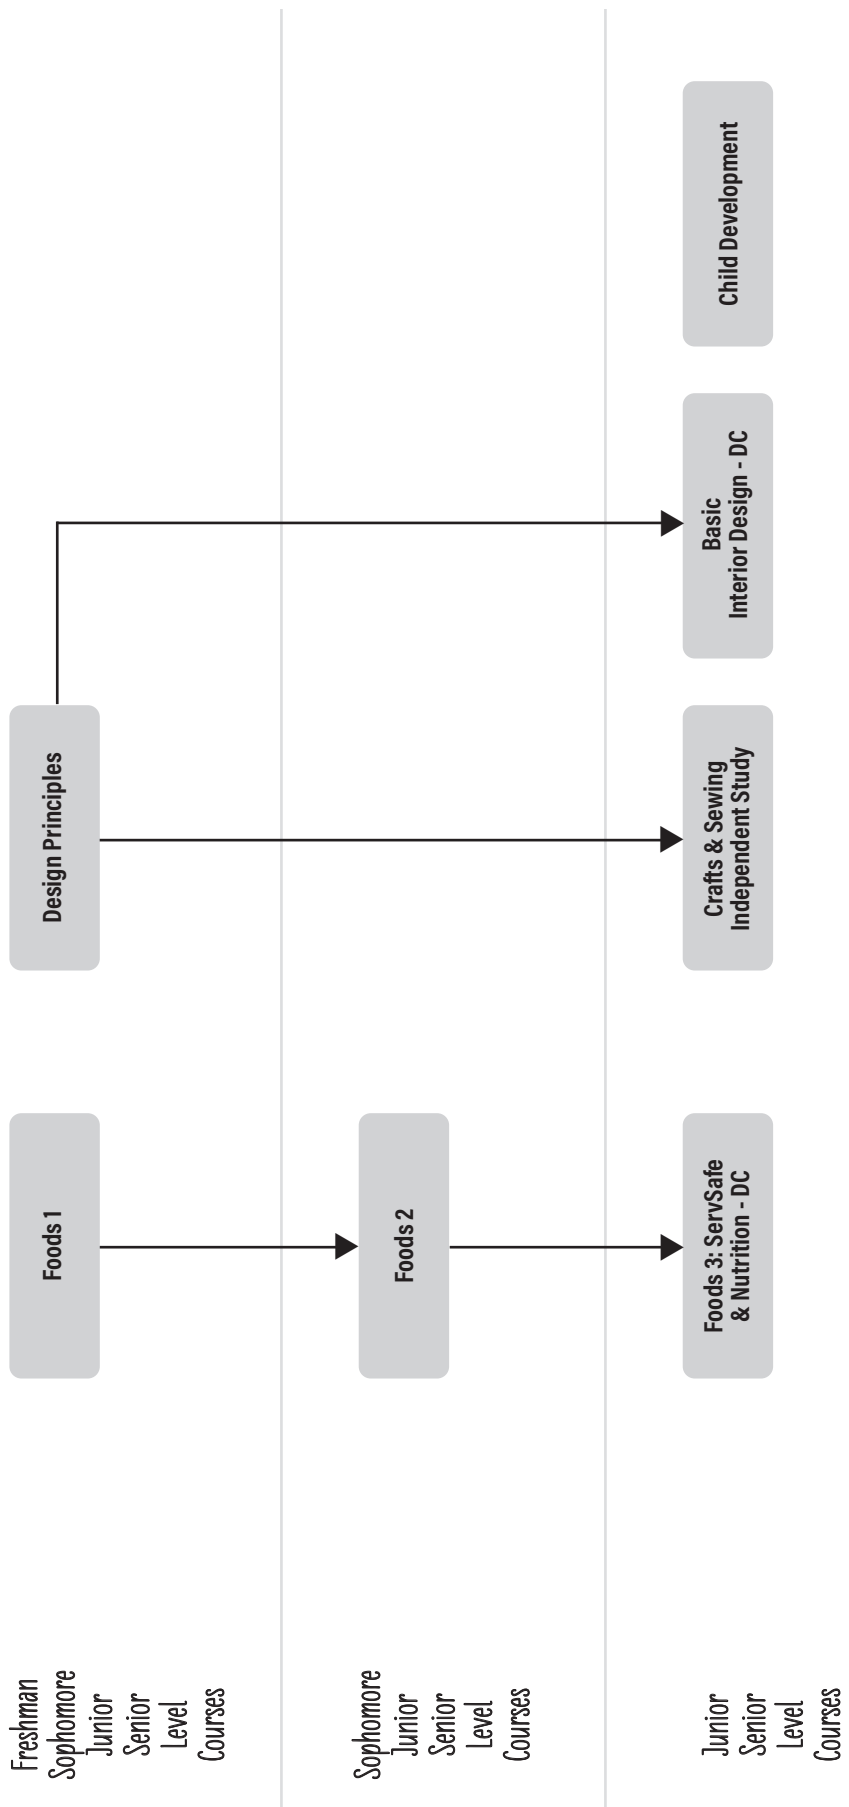 Freshman
Sophomore
Junior
Senior
Level
Courses
Foods 1
Design Principles
Sophomore
Junior
Senior
Level
Courses
Foods 2
Junior
Senior
Level
Courses
Foods 3: ServSafe
& Nutrition - DC
Crafts & Sewing
Independent Study
Basic
Interior Design - DC
Child Development